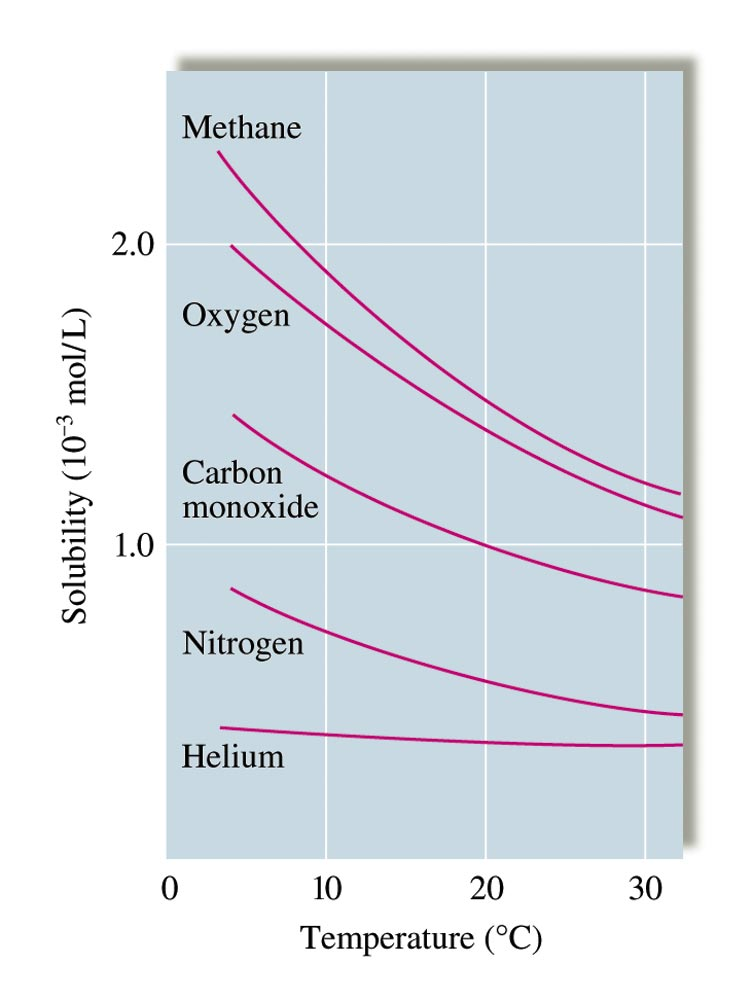 Methane
2.0
Oxygen
Solubility (10⁻³ mol/L)
Carbon
monoxide
1.0
Nitrogen
Helium
0 10 20 30
Temperature (°C)